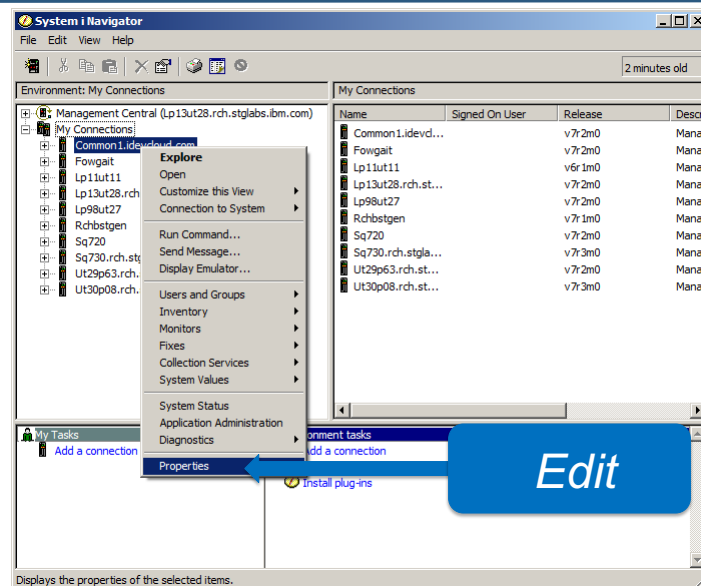 System i Navigator
File Edit View Help
2 minutes old
Environment: My Connections
My Connections
Management Central (Lp13ut28.rch.stglabs.ibm.com)
My Connections
Common1.idevcloud.com
Fowgait
Lp11ut11
Lp13ut28.rch
Lp98ut27
Rchbstgen
Sq720
Sq730.rch.stg
Ut29p63.rch.
Ut30p08.rch.
Explore
Open
Customize this View
Connection to System
Run Command...
Send Message...
Display Emulator...
Users and Groups
Inventory
Monitors
Fixes
Collection Services
System Values
System Status
Application Administration
Diagnostics
Properties
Name Signed On User Release Descr
Common1.idevcl... v7r2m0 Mana
Fowgait v7r2m0 Mana
Lp11ut11 v6r1m0 Mana
Lp13ut28.rch.st... v7r2m0 Mana
Lp98ut27 v7r2m0 Mana
Rchbstgen v7r1m0 Mana
Sq720 v7r2m0 Mana
Sq730.rch.stgla... v7r3m0 Mana
Ut29p63.rch.st... v7r2m0 Mana
Ut30p08.rch.st... v7r3m0 Mana
My Tasks
Add a connection
onment tasks
Add a connection
Install plug-ins
Edit
Displays the properties of the selected items.